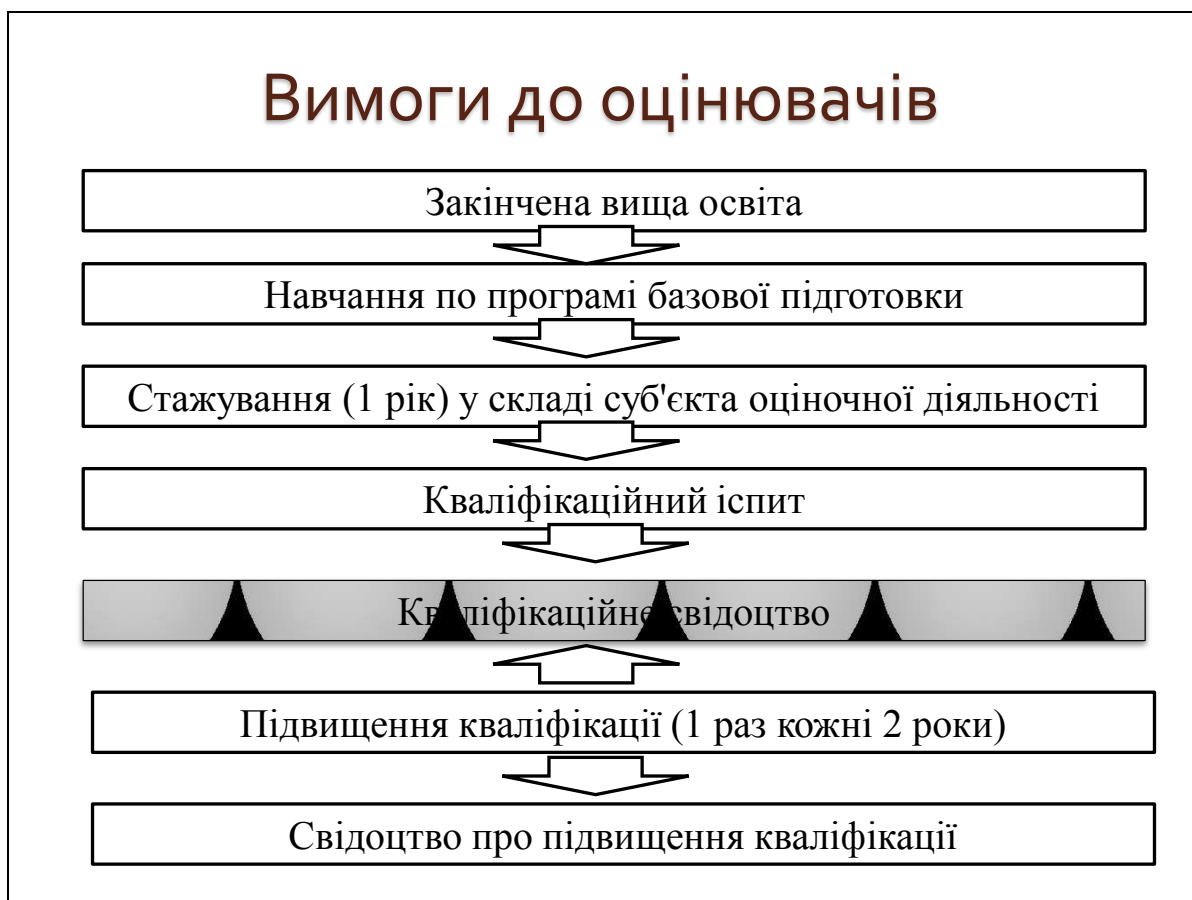 Вимоги до оцінювачів
Закінчена вища освіта
Навчання по програмі базової підготовки
Стажування (1 рік) у складі суб'єкта оціночної діяльності
Кваліфікаційний іспит
Кваліфікаційне свідоцтво
Підвищення кваліфікації (1 раз кожні 2 роки)
Свідоцтво про підвищення кваліфікації